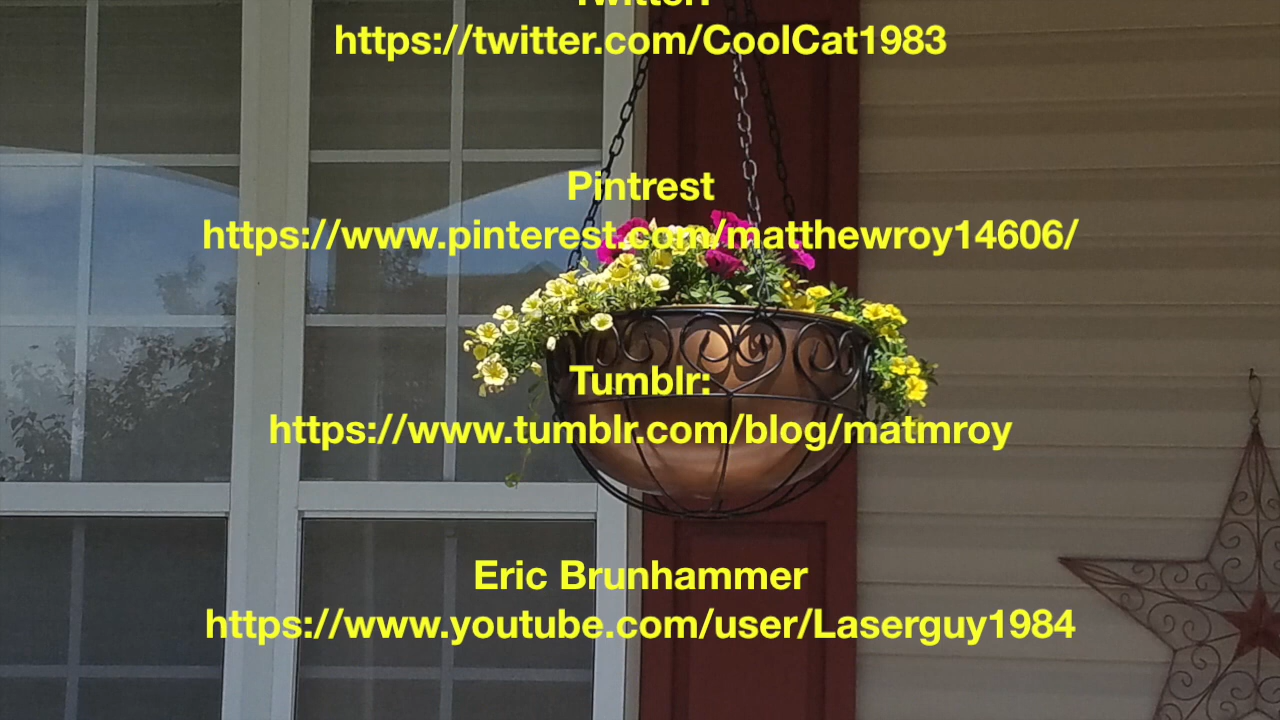 Twitter:
https://twitter.com/CoolCat1983
Pintrest
https://www.pinterest.com/matthewroy14606/
Tumblr:
https://www.tumblr.com/blog/matmroy
Eric Brunhammer
https://www.youtube.com/user/Laserguy1984